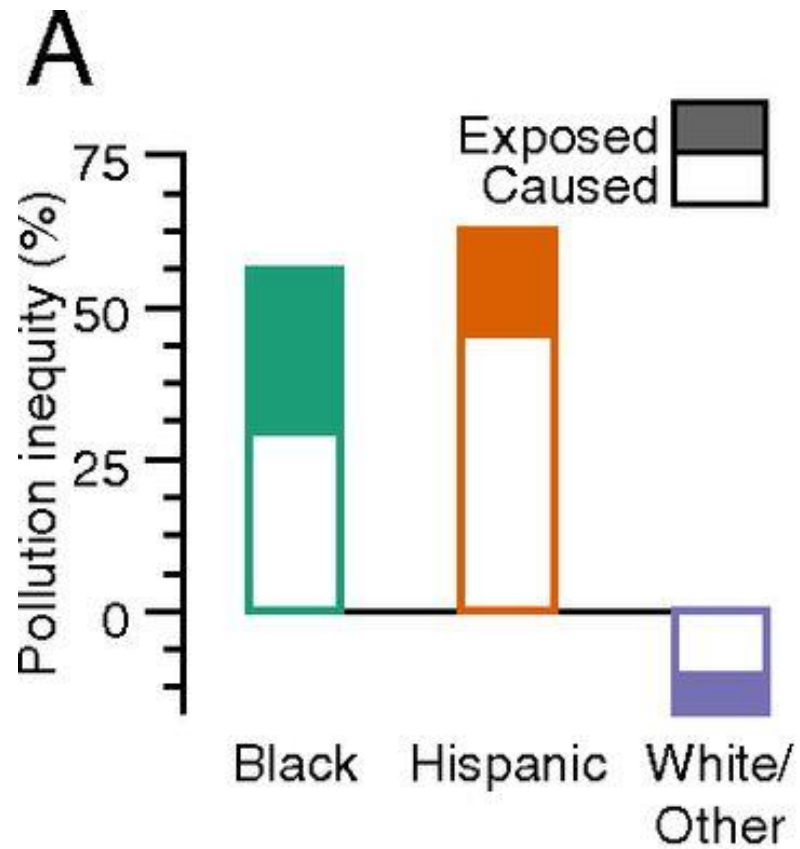 A
Exposed
Caused
Pollution inequity (%)
75
50
25
0
Black
Hispanic
White/
Other